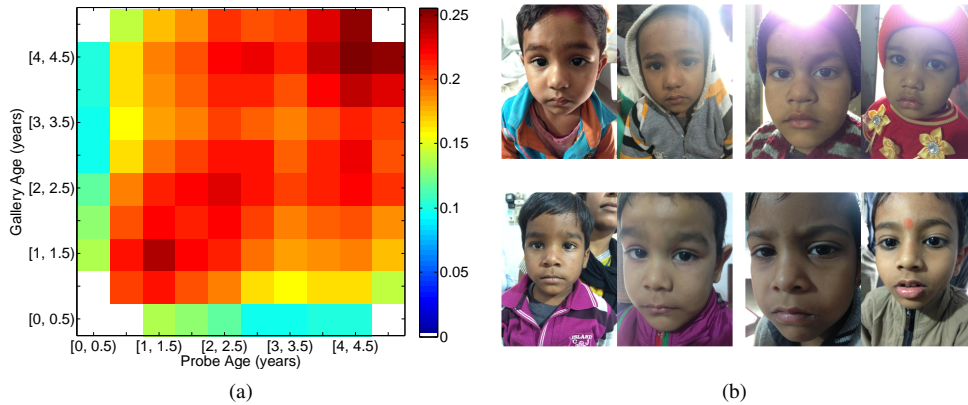 0.25
0.2
0.15
0.1
0.05
0
Gallery Age (years)
[4, 4.5)
[3, 3.5)
[2, 2.5)
[1, 1.5)
[0, 0.5)
[0, 0.5) [1, 1.5) [2, 2.5) [3, 3.5) [4, 4.5)
Probe Age (years)
(a)
ISLAND
(b)